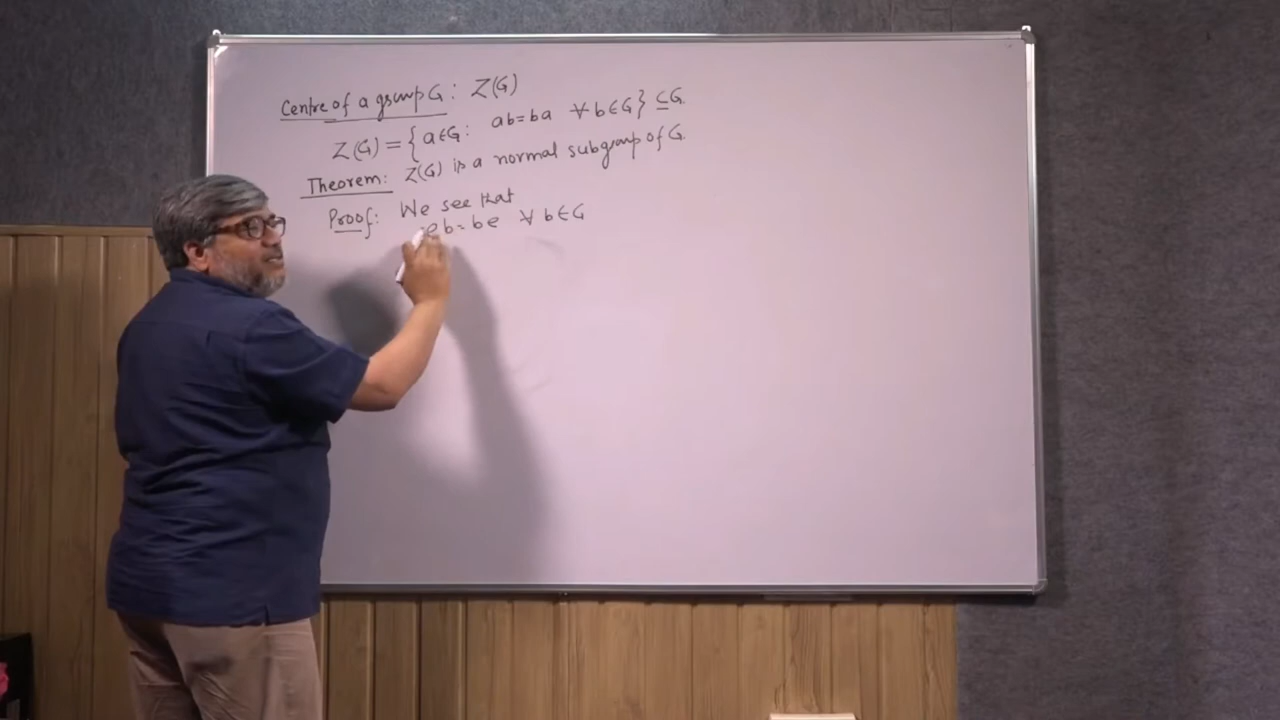 Centre of a group G: Z(G)
Z(G) = {a∈G: ab=ba ∀ b∈G} ⊆ G.
Theorem: Z(G) is a normal subgroup of G.
Proof: We see that
eb=be ∀ b∈G